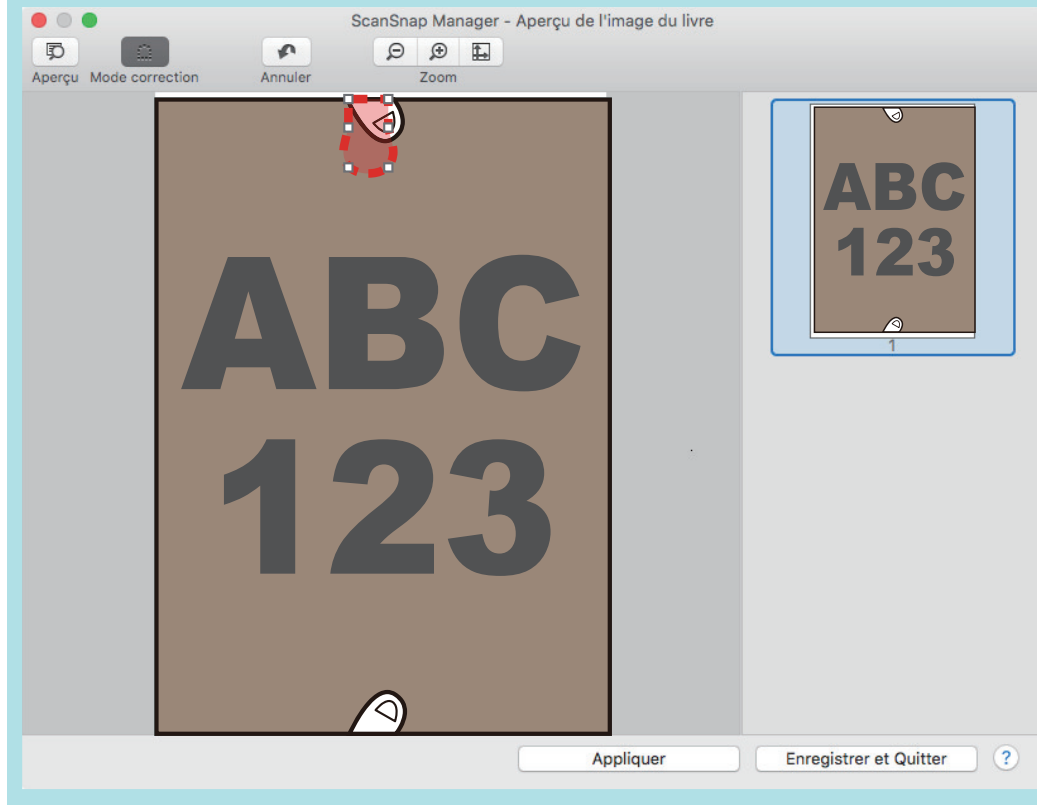 ScanSnap Manager - Aperçu de l'image du livre
Aperçu Mode correction Annuler Zoom
ABC
123
ABC
123
1
Appliquer Enregistrer et Quitter ?